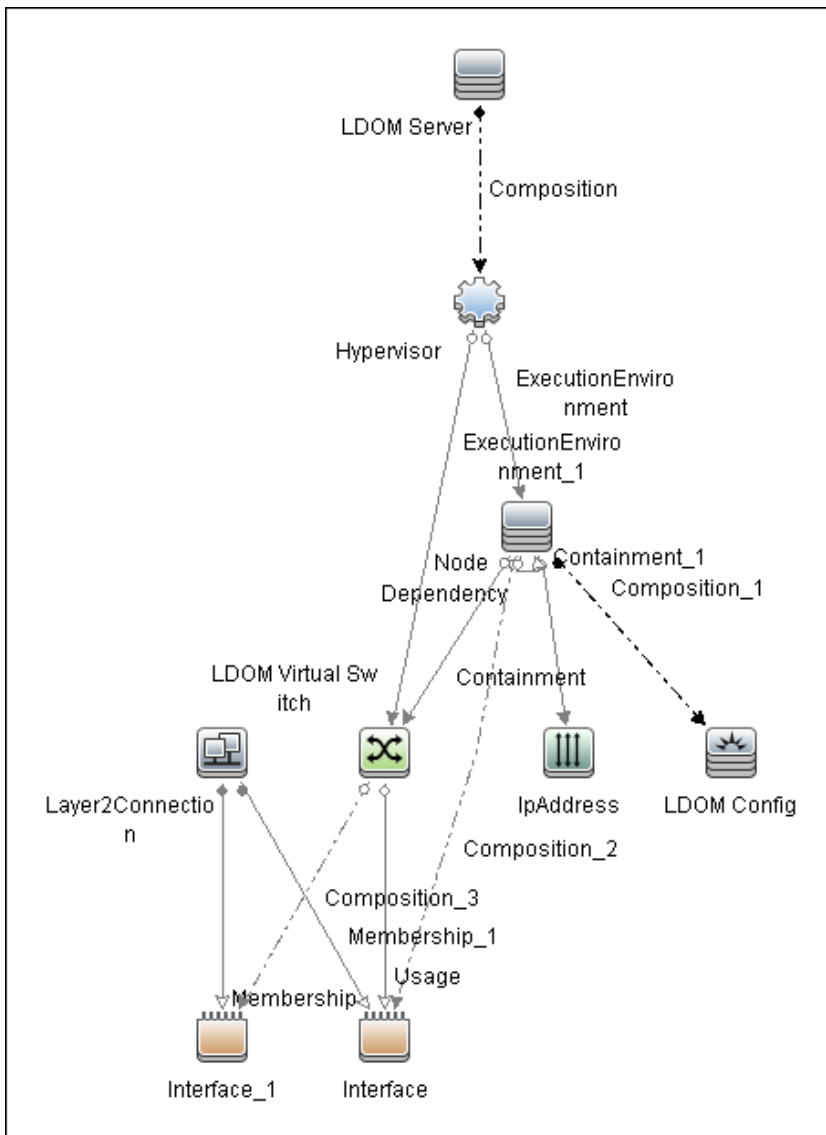 LDOM Server
Composition
Hypervisor
ExecutionEnviro
nment
ExecutionEnviro
nment_1
Node
Containment_1
Dependency
Composition_1
LDOM Virtual Sw
itch
Containment
Layer2Connectio
n
IpAddress
LDOM Config
Composition_2
Composition_3
Membership_1
Usage
Membership
Interface_1
Interface